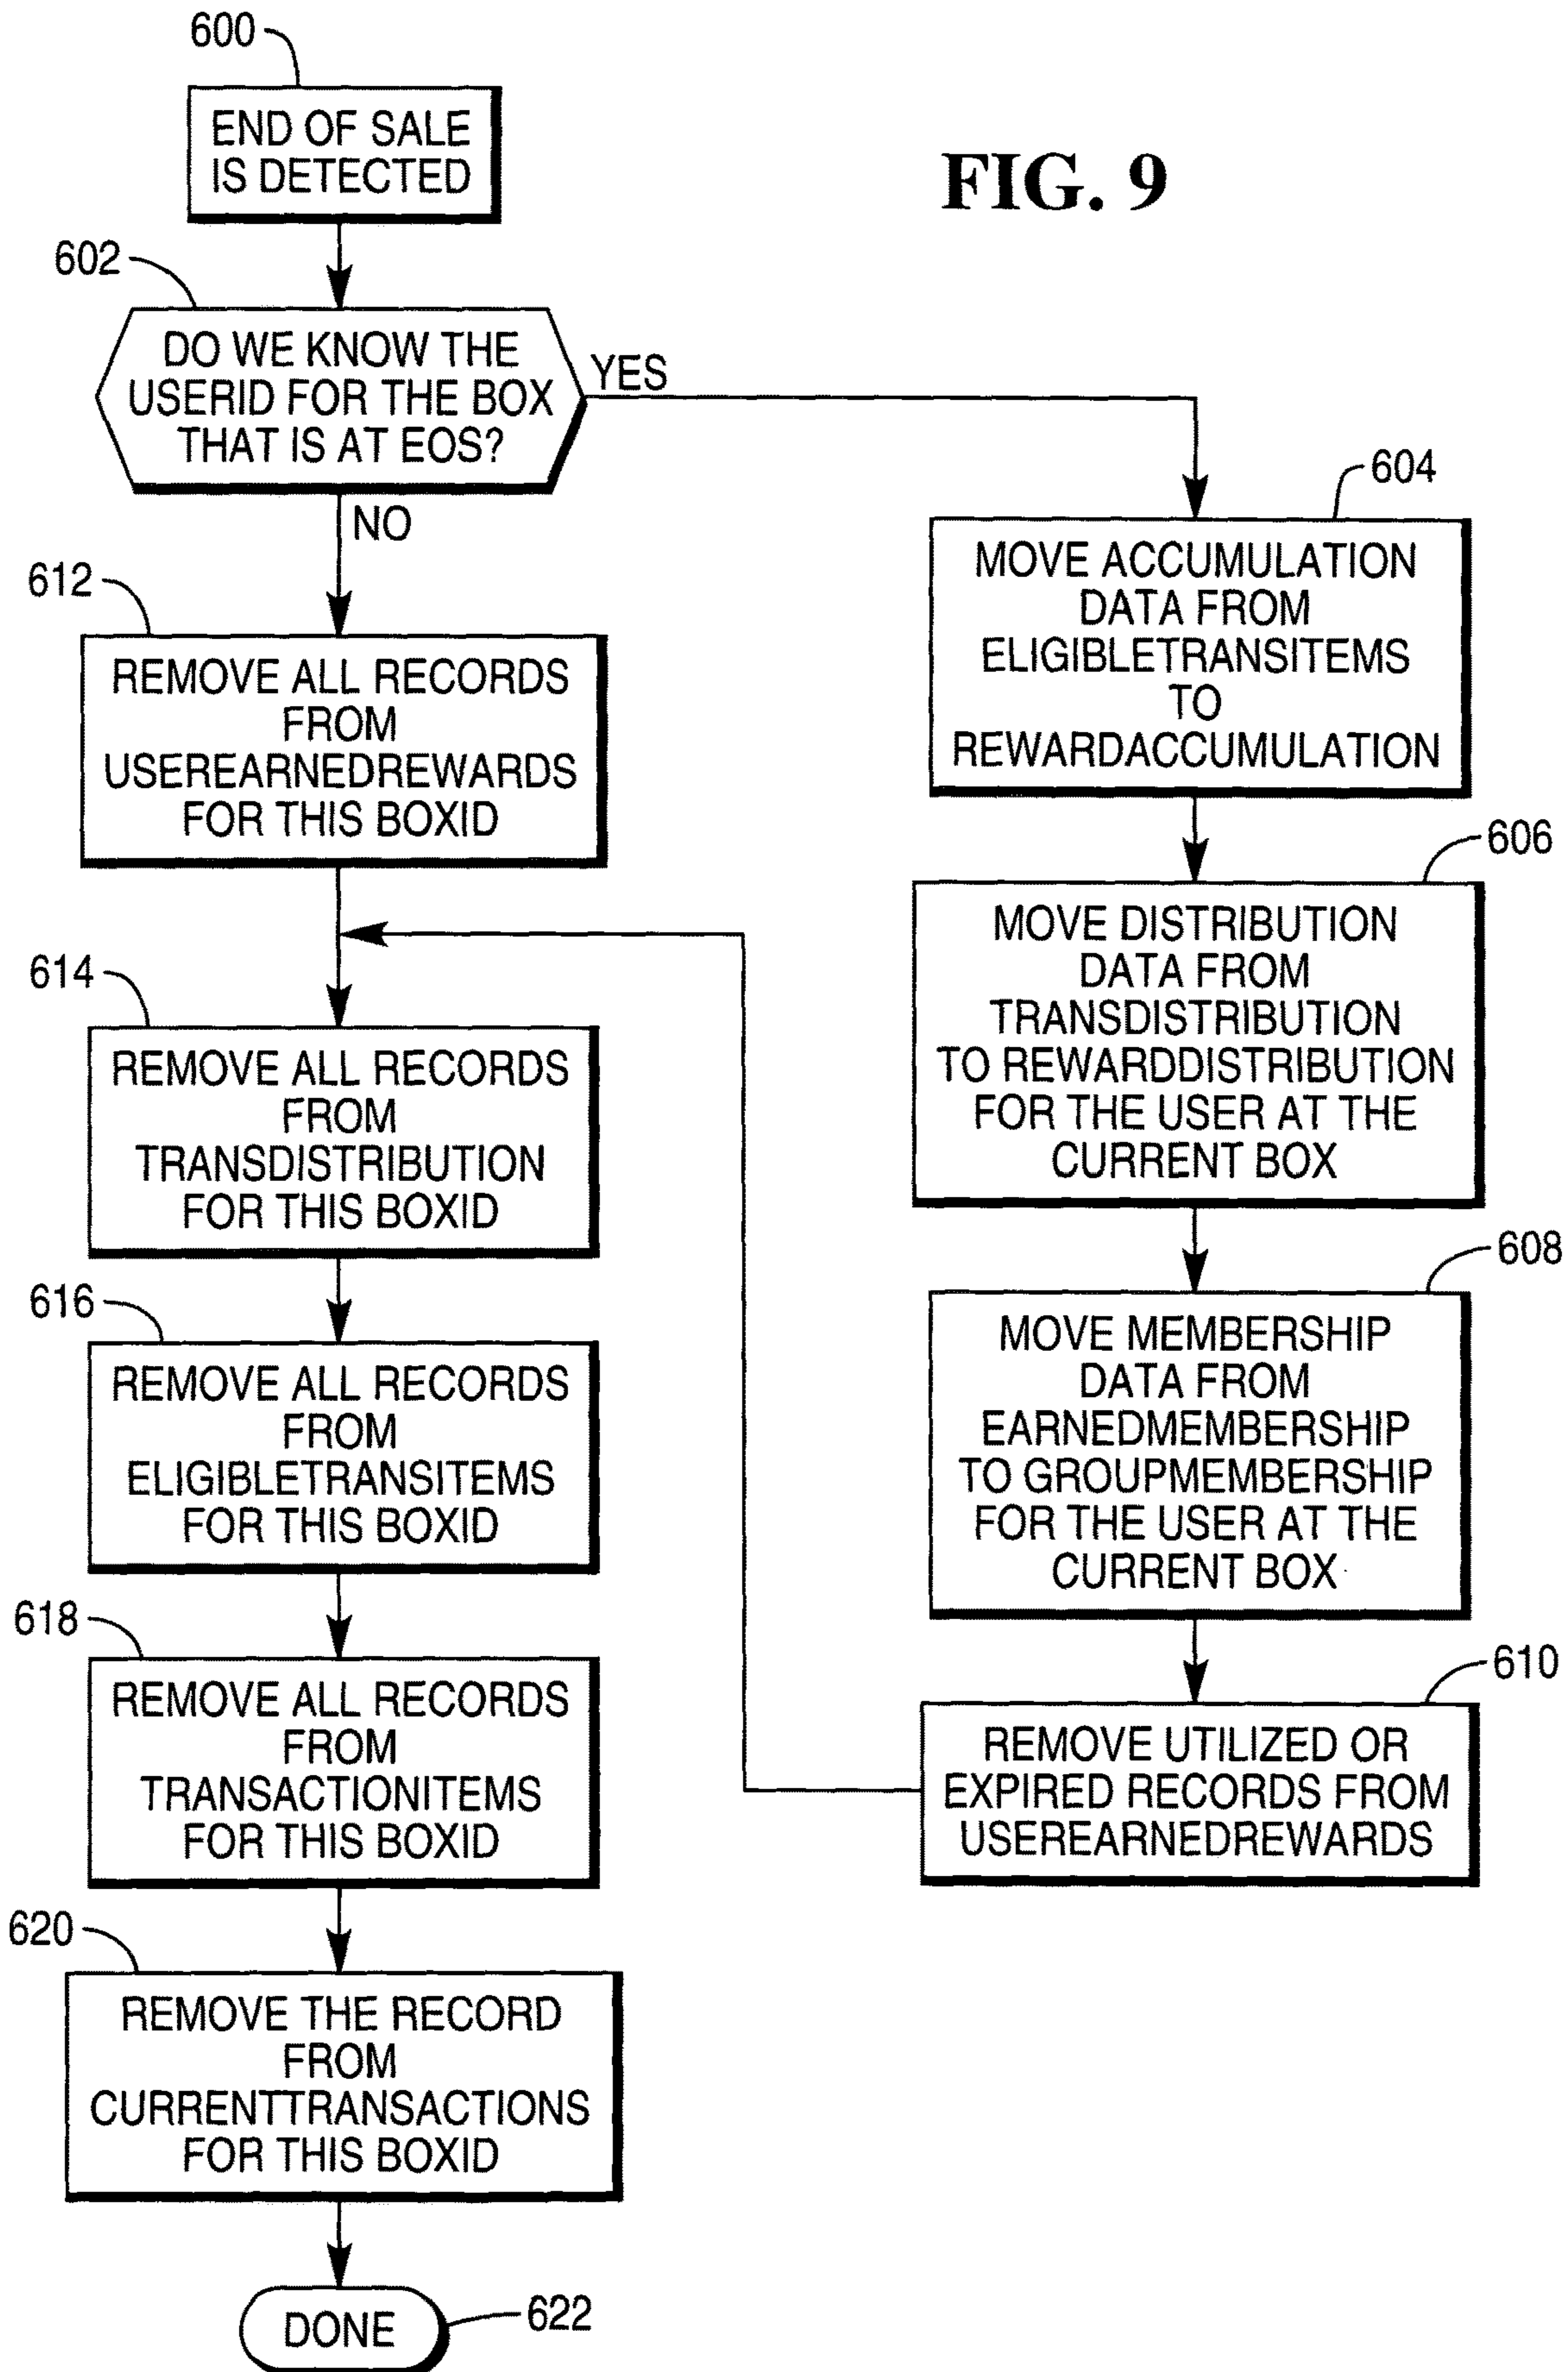 600
END OF SALE
IS DETECTED
FIG. 9
602
DO WE KNOW THE
USERID FOR THE BOX
THAT IS AT EOS?
YES
NO
604
MOVE ACCUMULATION
DATA FROM
ELIGIBLETRANSITEMS
TO
REWARDACCUMULATION
606
MOVE DISTRIBUTION
DATA FROM
TRANSDISTRIBUTION
TO REWARDDISTRIBUTION
FOR THE USER AT THE
CURRENT BOX
608
MOVE MEMBERSHIP
DATA FROM
EARNEDMEMBERSHIP
TO GROUPMEMBERSHIP
FOR THE USER AT THE
CURRENT BOX
610
REMOVE UTILIZED OR
EXPIRED RECORDS FROM
USEREARNEDREWARDS
612
REMOVE ALL RECORDS
FROM
USEREARNEDREWARDS
FOR THIS BOXID
614
REMOVE ALL RECORDS
FROM
TRANSDISTRIBUTION
FOR THIS BOXID
616
REMOVE ALL RECORDS
FROM
ELIGIBLETRANSITEMS
FOR THIS BOXID
618
REMOVE ALL RECORDS
FROM
TRANSACTIONITEMS
FOR THIS BOXID
620
REMOVE THE RECORD
FROM
CURRENTTRANSACTIONS
FOR THIS BOXID
DONE
622